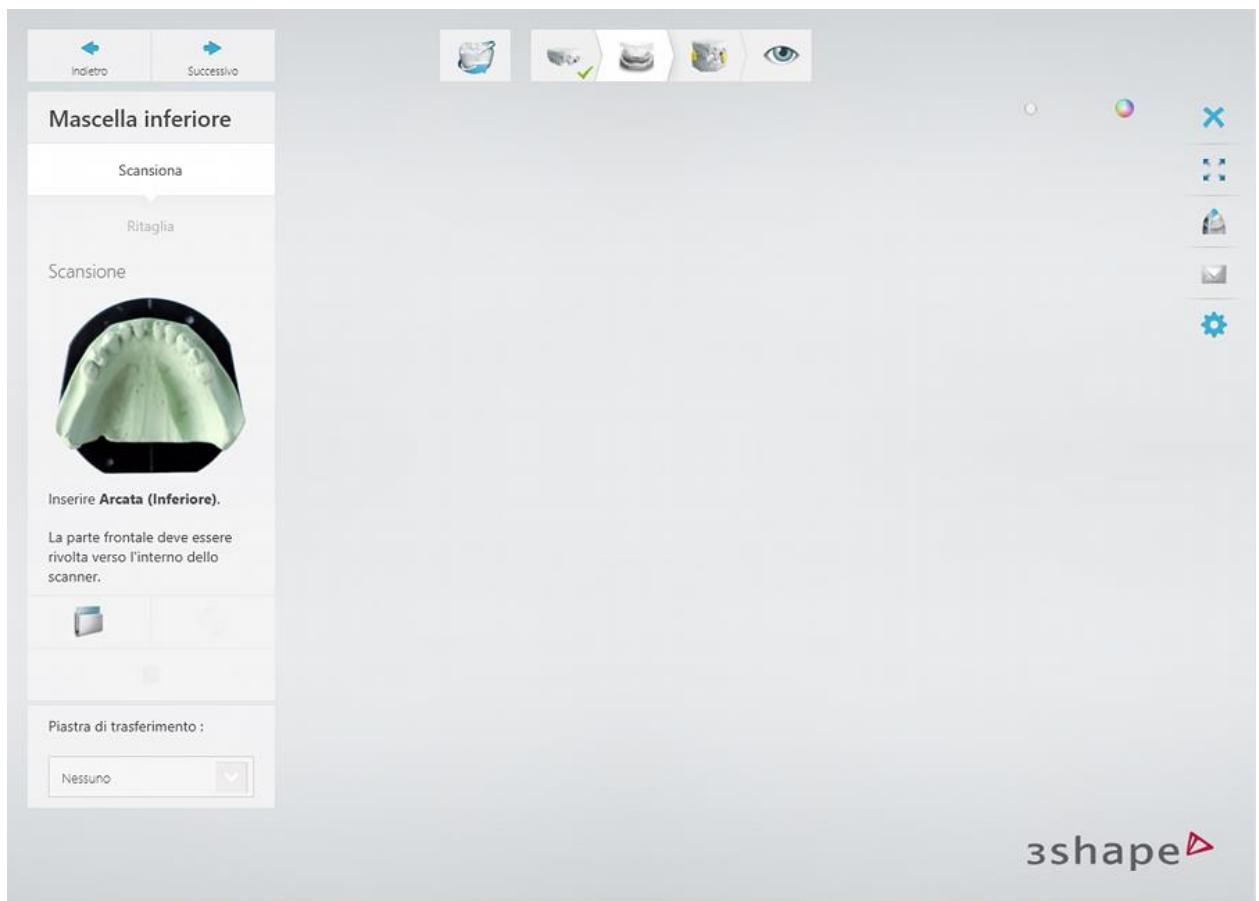 Indietro
Successivo
Mascella inferiore
Scansiona
Ritaglia
Scansione
Inserire Arcata (Inferiore).
La parte frontale deve essere
rivolta verso l'interno dello
scanner.
Piastra di trasferimento :
Nessuno
3shape